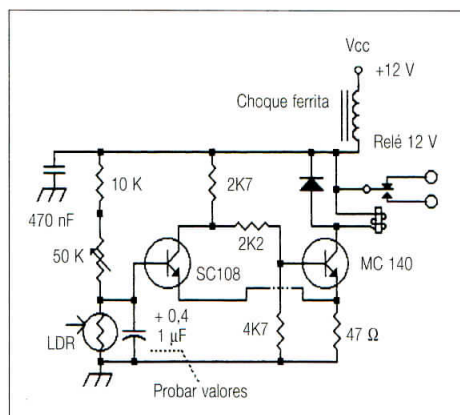 Vcc
+12 V
Choque ferrita
Relé 12 V
10 K
2K7
470 nF
2K2
50 K
SC108
MC 140
+ 0,4
1 µF
4K7
47 Ω
LDR
Probar valores